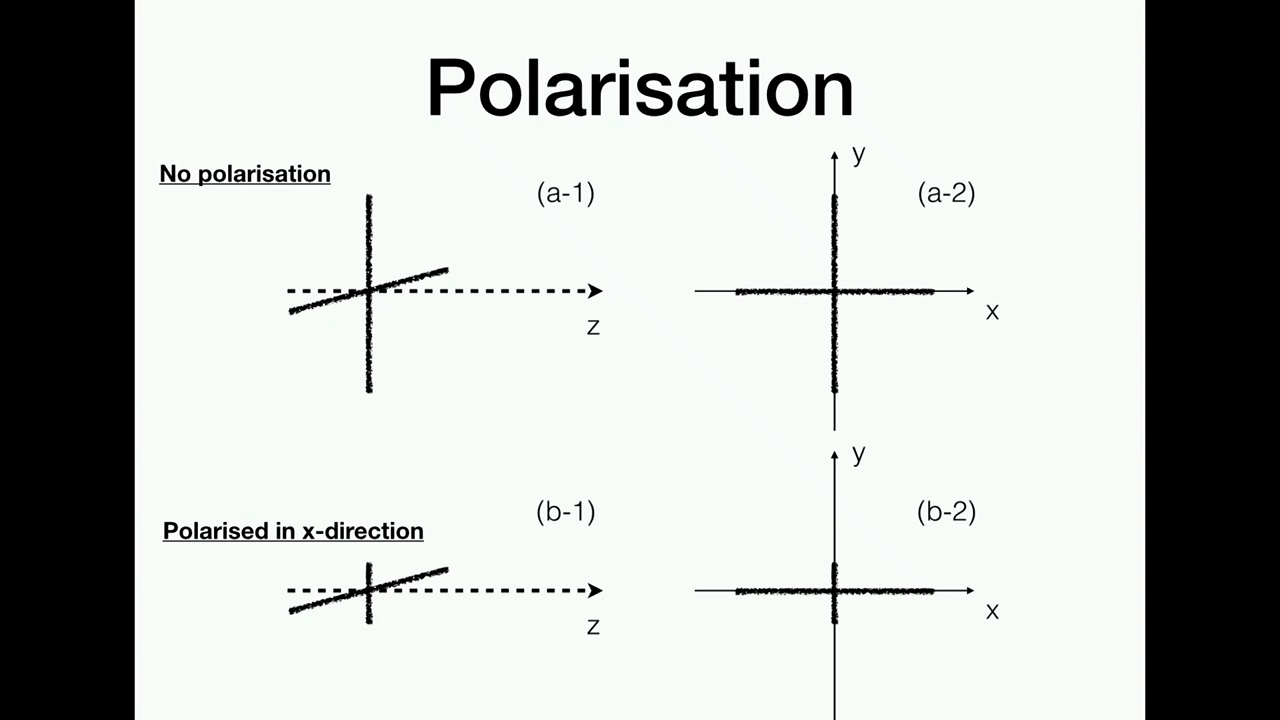 Polarisation
No polarisation
(a-1)
z
y
(a-2)
x
Polarised in x-direction
(b-1)
z
y
(b-2)
x